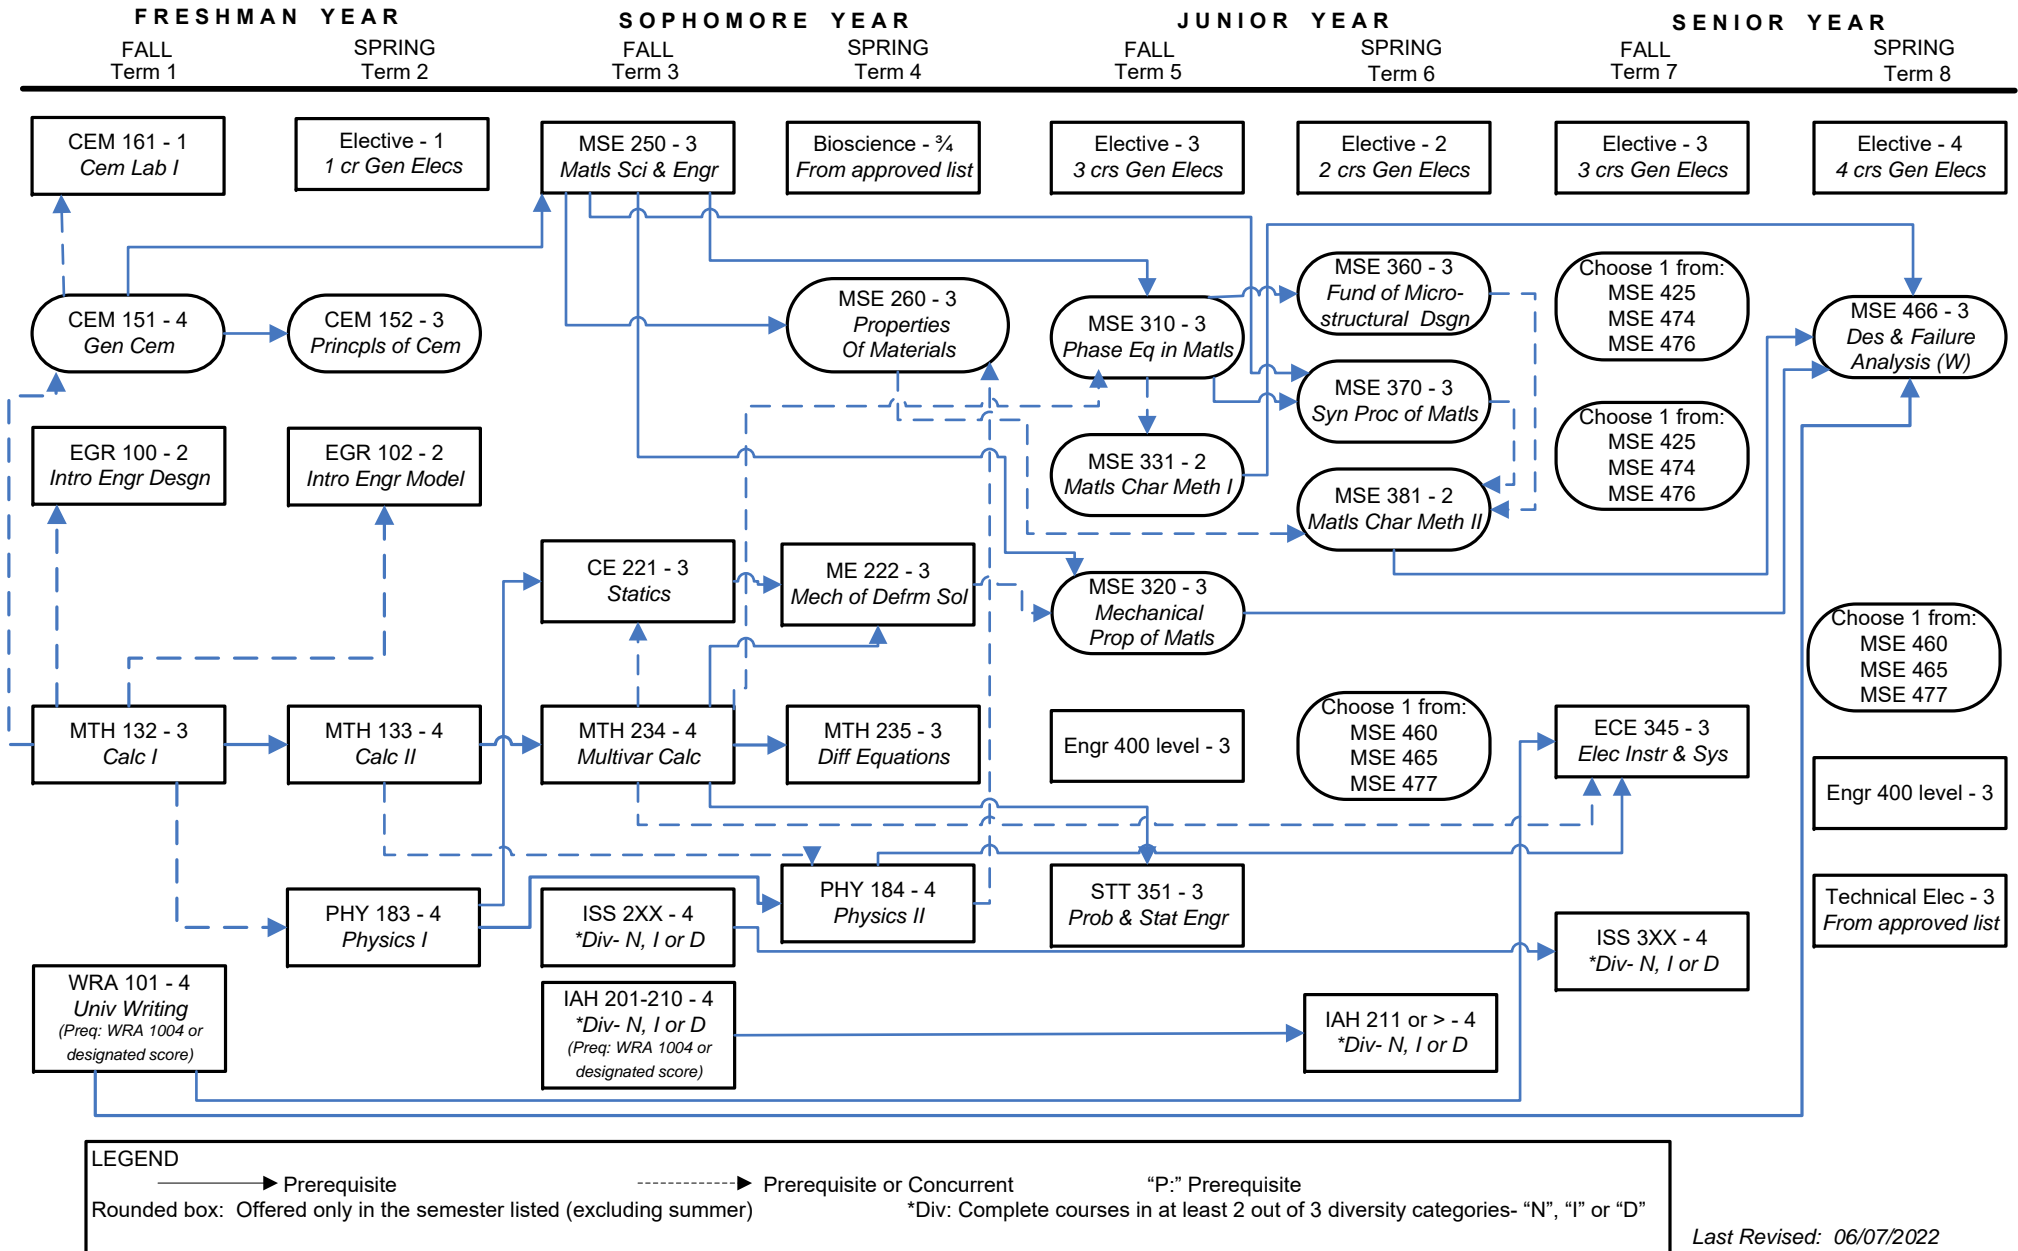 FRESHMAN YEAR
SOPHOMORE YEAR
JUNIOR YEAR
SENIOR YEAR
FALL
Term 1
SPRING
Term 2
FALL
Term 3
SPRING
Term 4
FALL
Term 5
SPRING
Term 6
FALL
Term 7
SPRING
Term 8
CEM 161 - 1
Cem Lab I
Elective - 1
1 cr Gen Elecs
MSE 250 - 3
Matls Sci & Engr
Bioscience - ¾
From approved list
Elective - 3
3 crs Gen Elecs
Elective - 2
2 crs Gen Elecs
Elective - 3
3 crs Gen Elecs
Elective - 4
4 crs Gen Elecs
CEM 151 - 4
Gen Cem
CEM 152 - 3
Princpls of Cem
MSE 260 - 3
Properties
Of Materials
MSE 310 - 3
Phase Eq in Matls
MSE 360 - 3
Fund of Micro-
structural Dsgn
Choose 1 from:
MSE 425
MSE 474
MSE 476
MSE 466 - 3
Des & Failure
Analysis (W)
MSE 370 - 3
Syn Proc of Matls
EGR 100 - 2
Intro Engr Desgn
EGR 102 - 2
Intro Engr Model
MSE 331 - 2
Matls Char Meth I
MSE 381 - 2
Matls Char Meth II
Choose 1 from:
MSE 425
MSE 474
MSE 476
CE 221 - 3
Statics
ME 222 - 3
Mech of Defrm Sol
MSE 320 - 3
Mechanical
Prop of Matls
Choose 1 from:
MSE 460
MSE 465
MSE 477
MTH 132 - 3
Calc I
MTH 133 - 4
Calc II
MTH 234 - 4
Multivar Calc
MTH 235 - 3
Diff Equations
Engr 400 level - 3
Choose 1 from:
MSE 460
MSE 465
MSE 477
ECE 345 - 3
Elec Instr & Sys
Engr 400 level - 3
PHY 183 - 4
Physics I
ISS 2XX - 4
*Div- N, I or D
PHY 184 - 4
Physics II
STT 351 - 3
Prob & Stat Engr
ISS 3XX - 4
*Div- N, I or D
Technical Elec - 3
From approved list
WRA 101 - 4
Univ Writing
(Preq: WRA 1004 or
designated score)
IAH 201-210 - 4
*Div- N, I or D
(Preq: WRA 1004 or
designated score)
IAH 211 or > - 4
*Div- N, I or D
LEGEND
Prerequisite
Prerequisite or Concurrent
“P:” Prerequisite
Rounded box: Offered only in the semester listed (excluding summer)
*Div: Complete courses in at least 2 out of 3 diversity categories- “N”, “I” or “D”
Last Revised: 06/07/2022